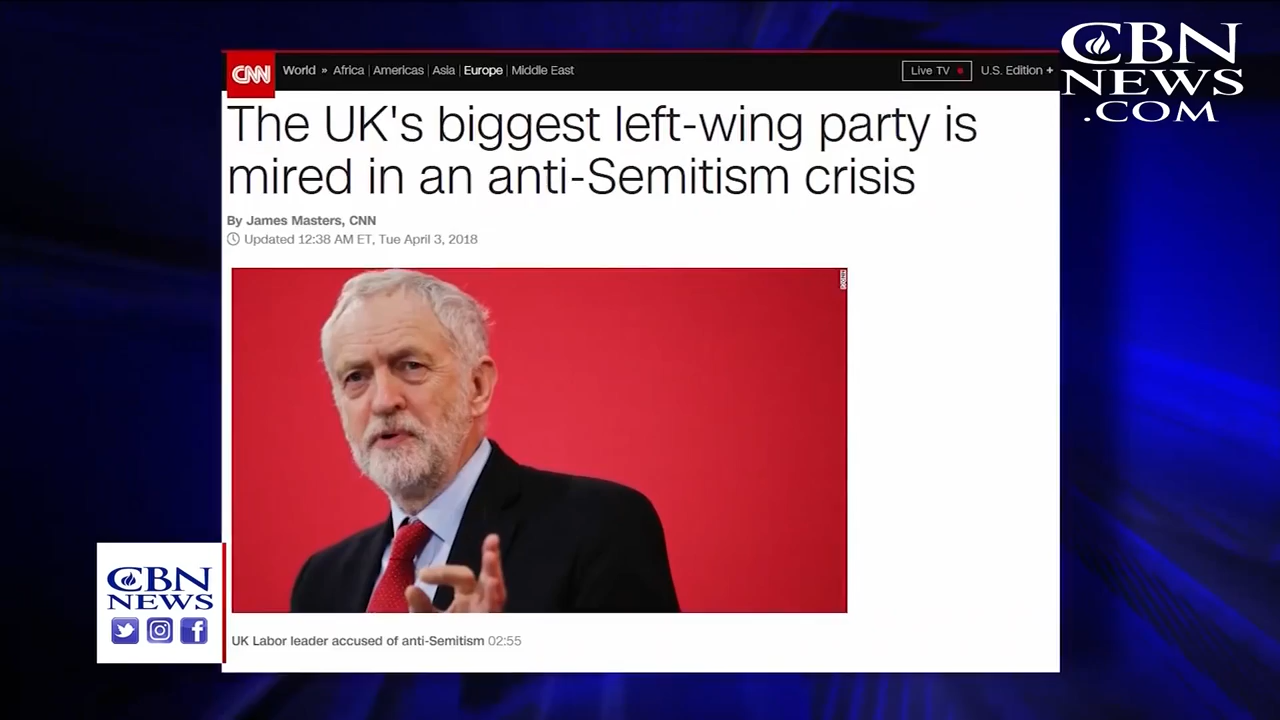 CBN
NEWS
.COM
CNN
World » Africa | Americas | Asia | Europe | Middle East
Live TV
U.S. Edition +
The UK's biggest left-wing party is
mired in an anti-Semitism crisis
By James Masters, CNN
Updated 12:38 AM ET, Tue April 3, 2018
CBN
NEWS
UK Labor leader accused of anti-Semitism 02:55